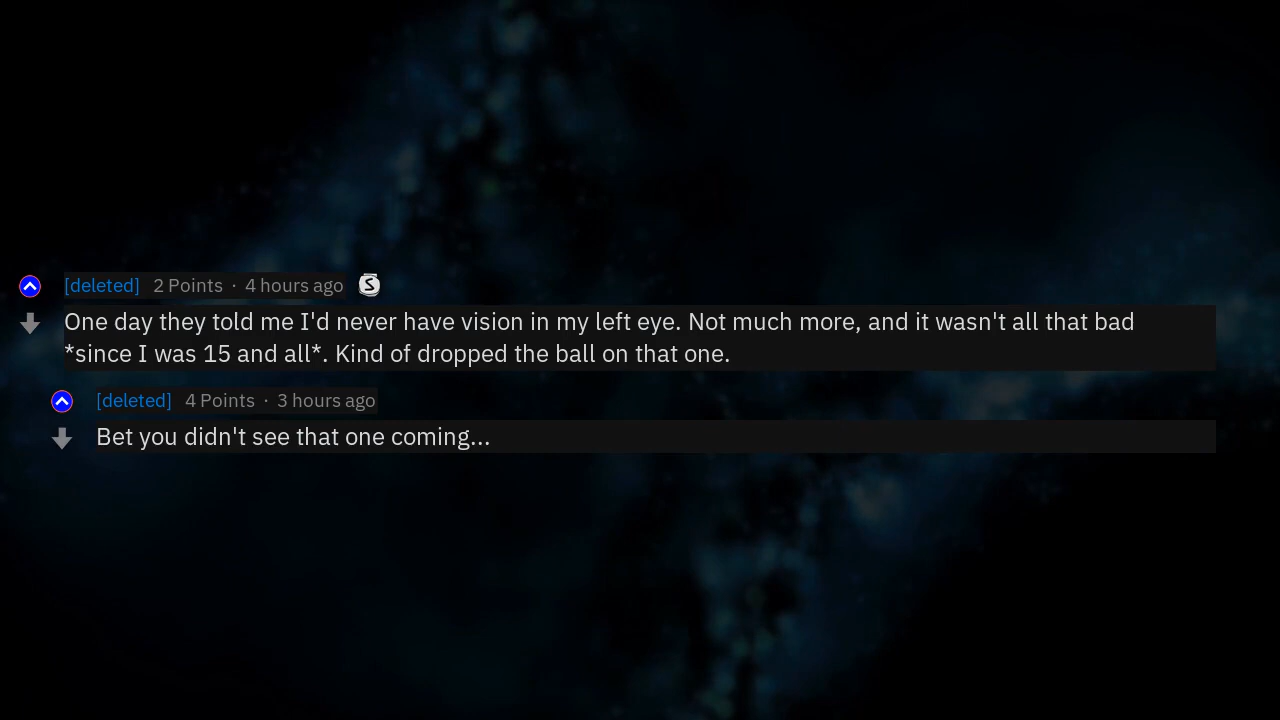 [deleted] 2 Points · 4 hours ago
One day they told me I'd never have vision in my left eye. Not much more, and it wasn't all that bad
*since I was 15 and all*. Kind of dropped the ball on that one.
[deleted] 4 Points · 3 hours ago
Bet you didn't see that one coming...